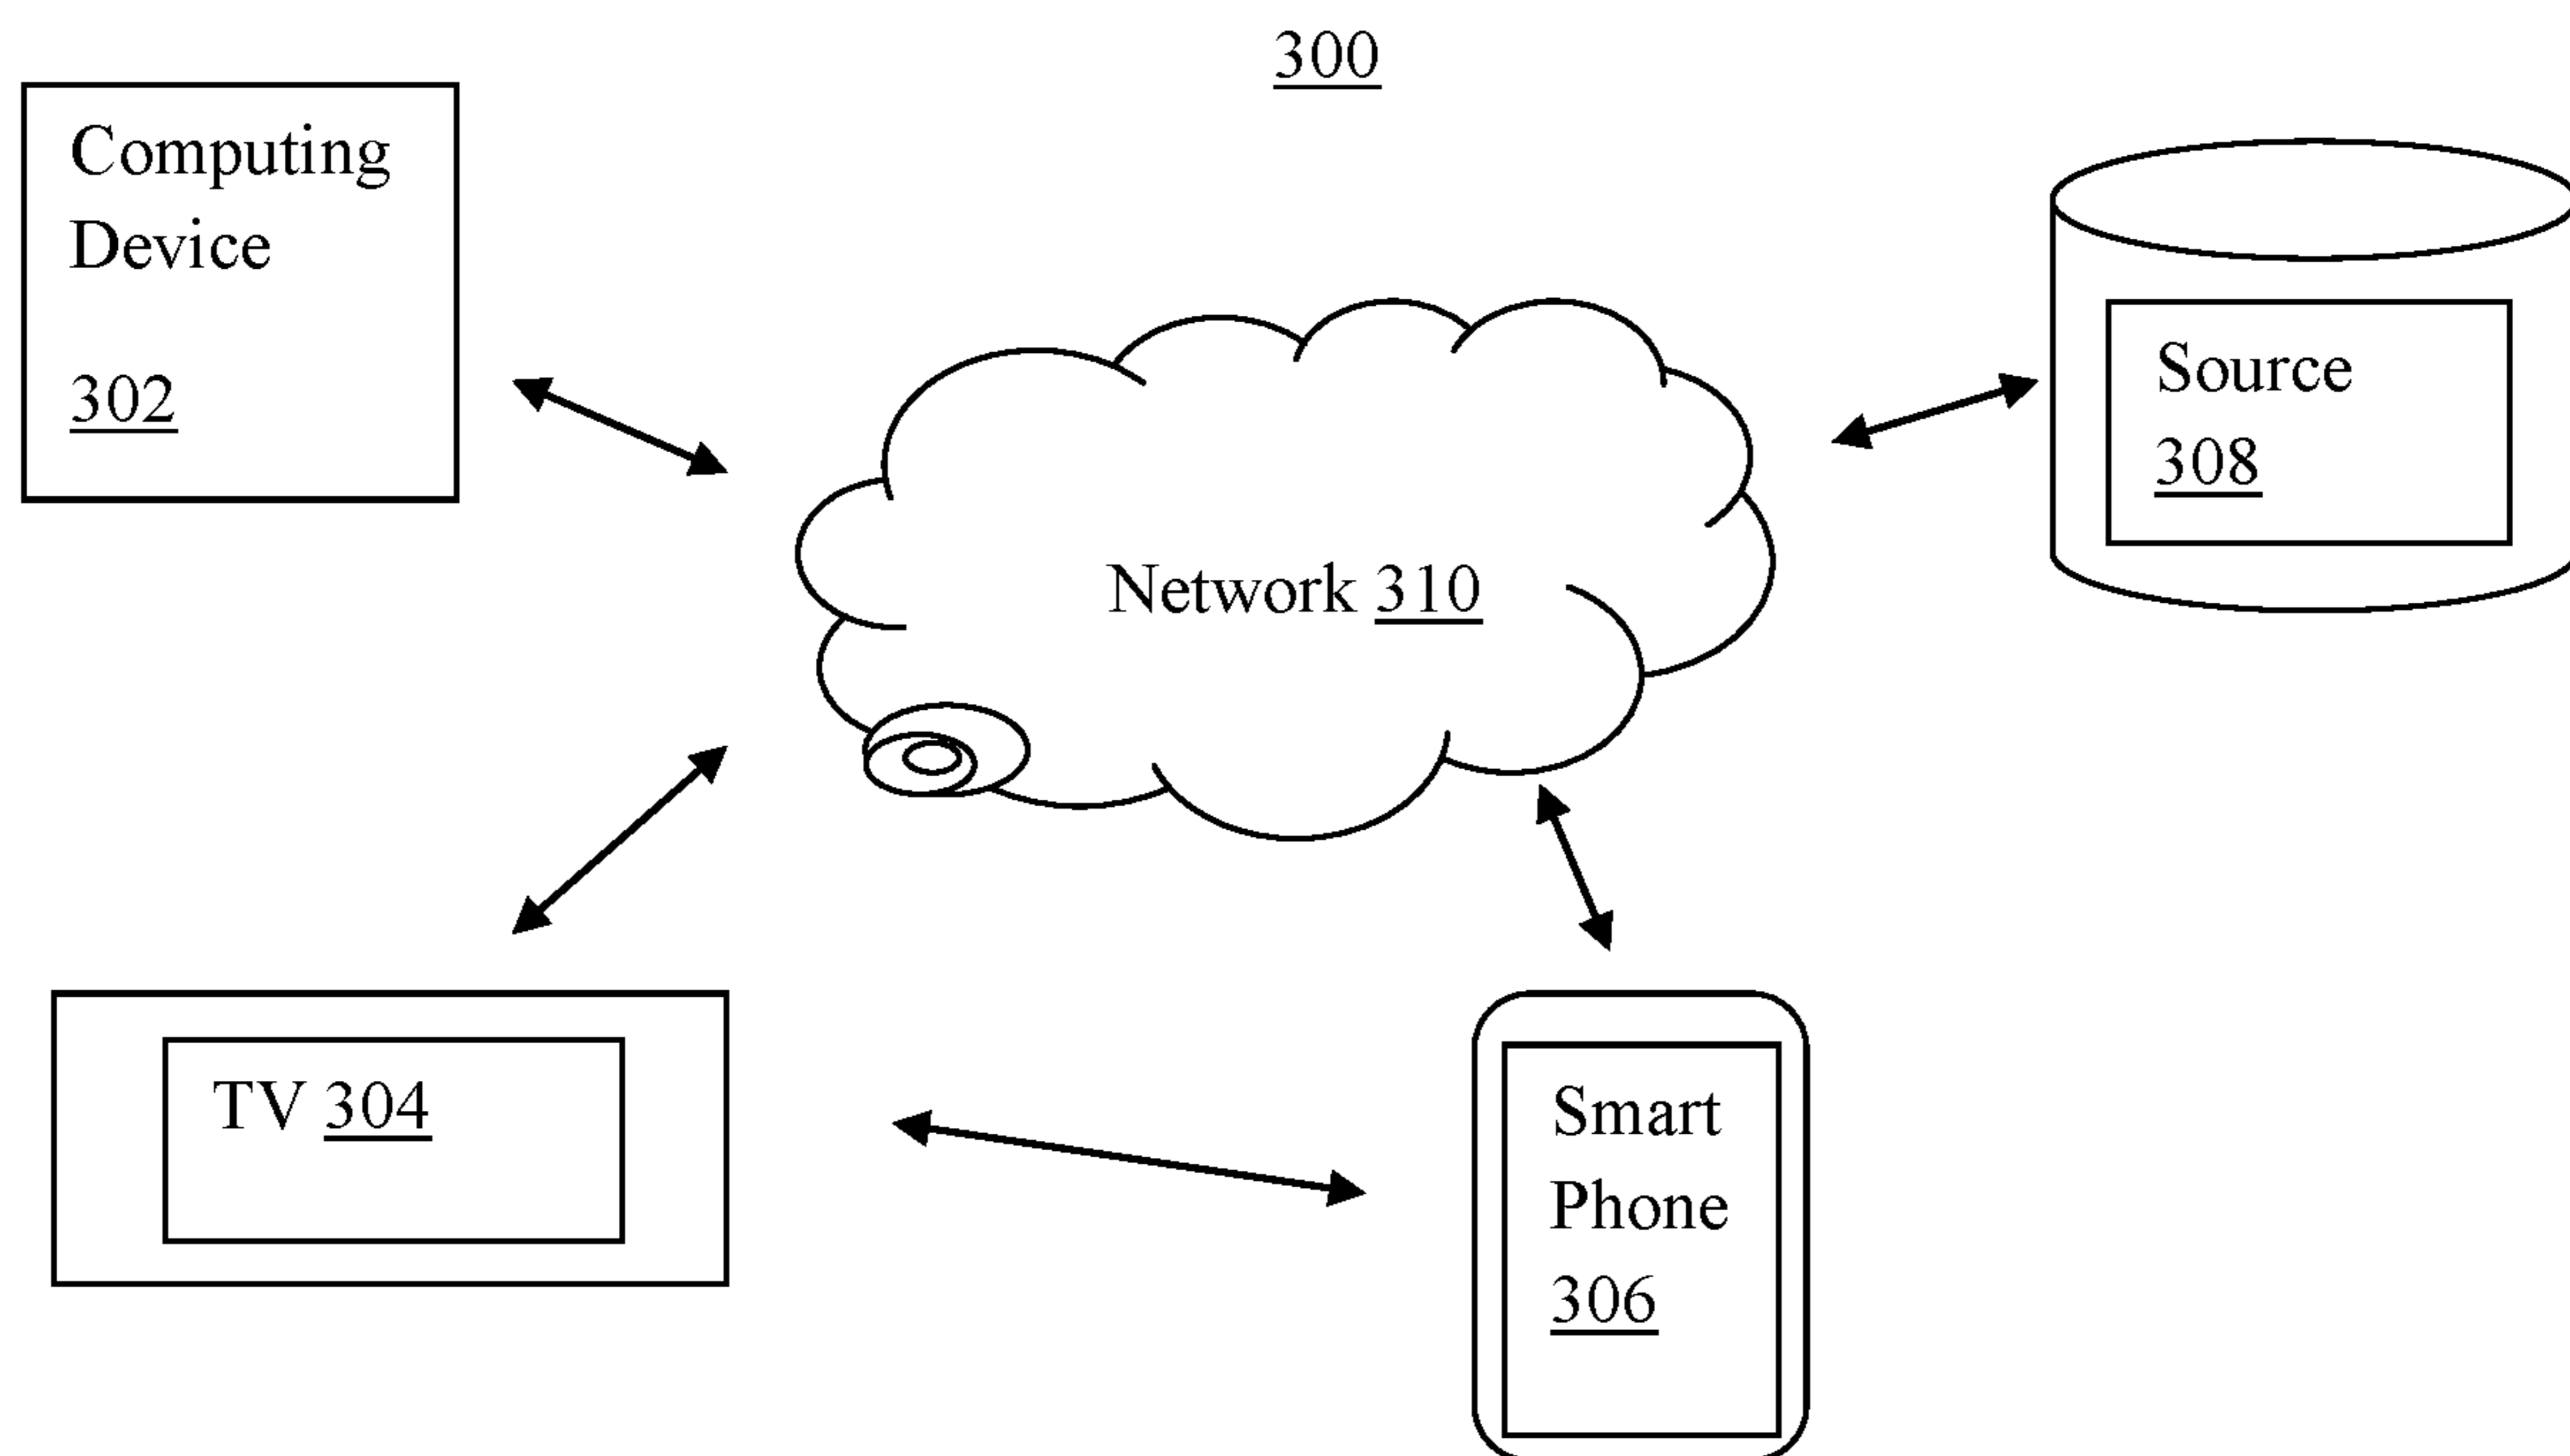 300
Computing
Device
302
Source
308
Network 310
TV 304
Smart
Phone
306